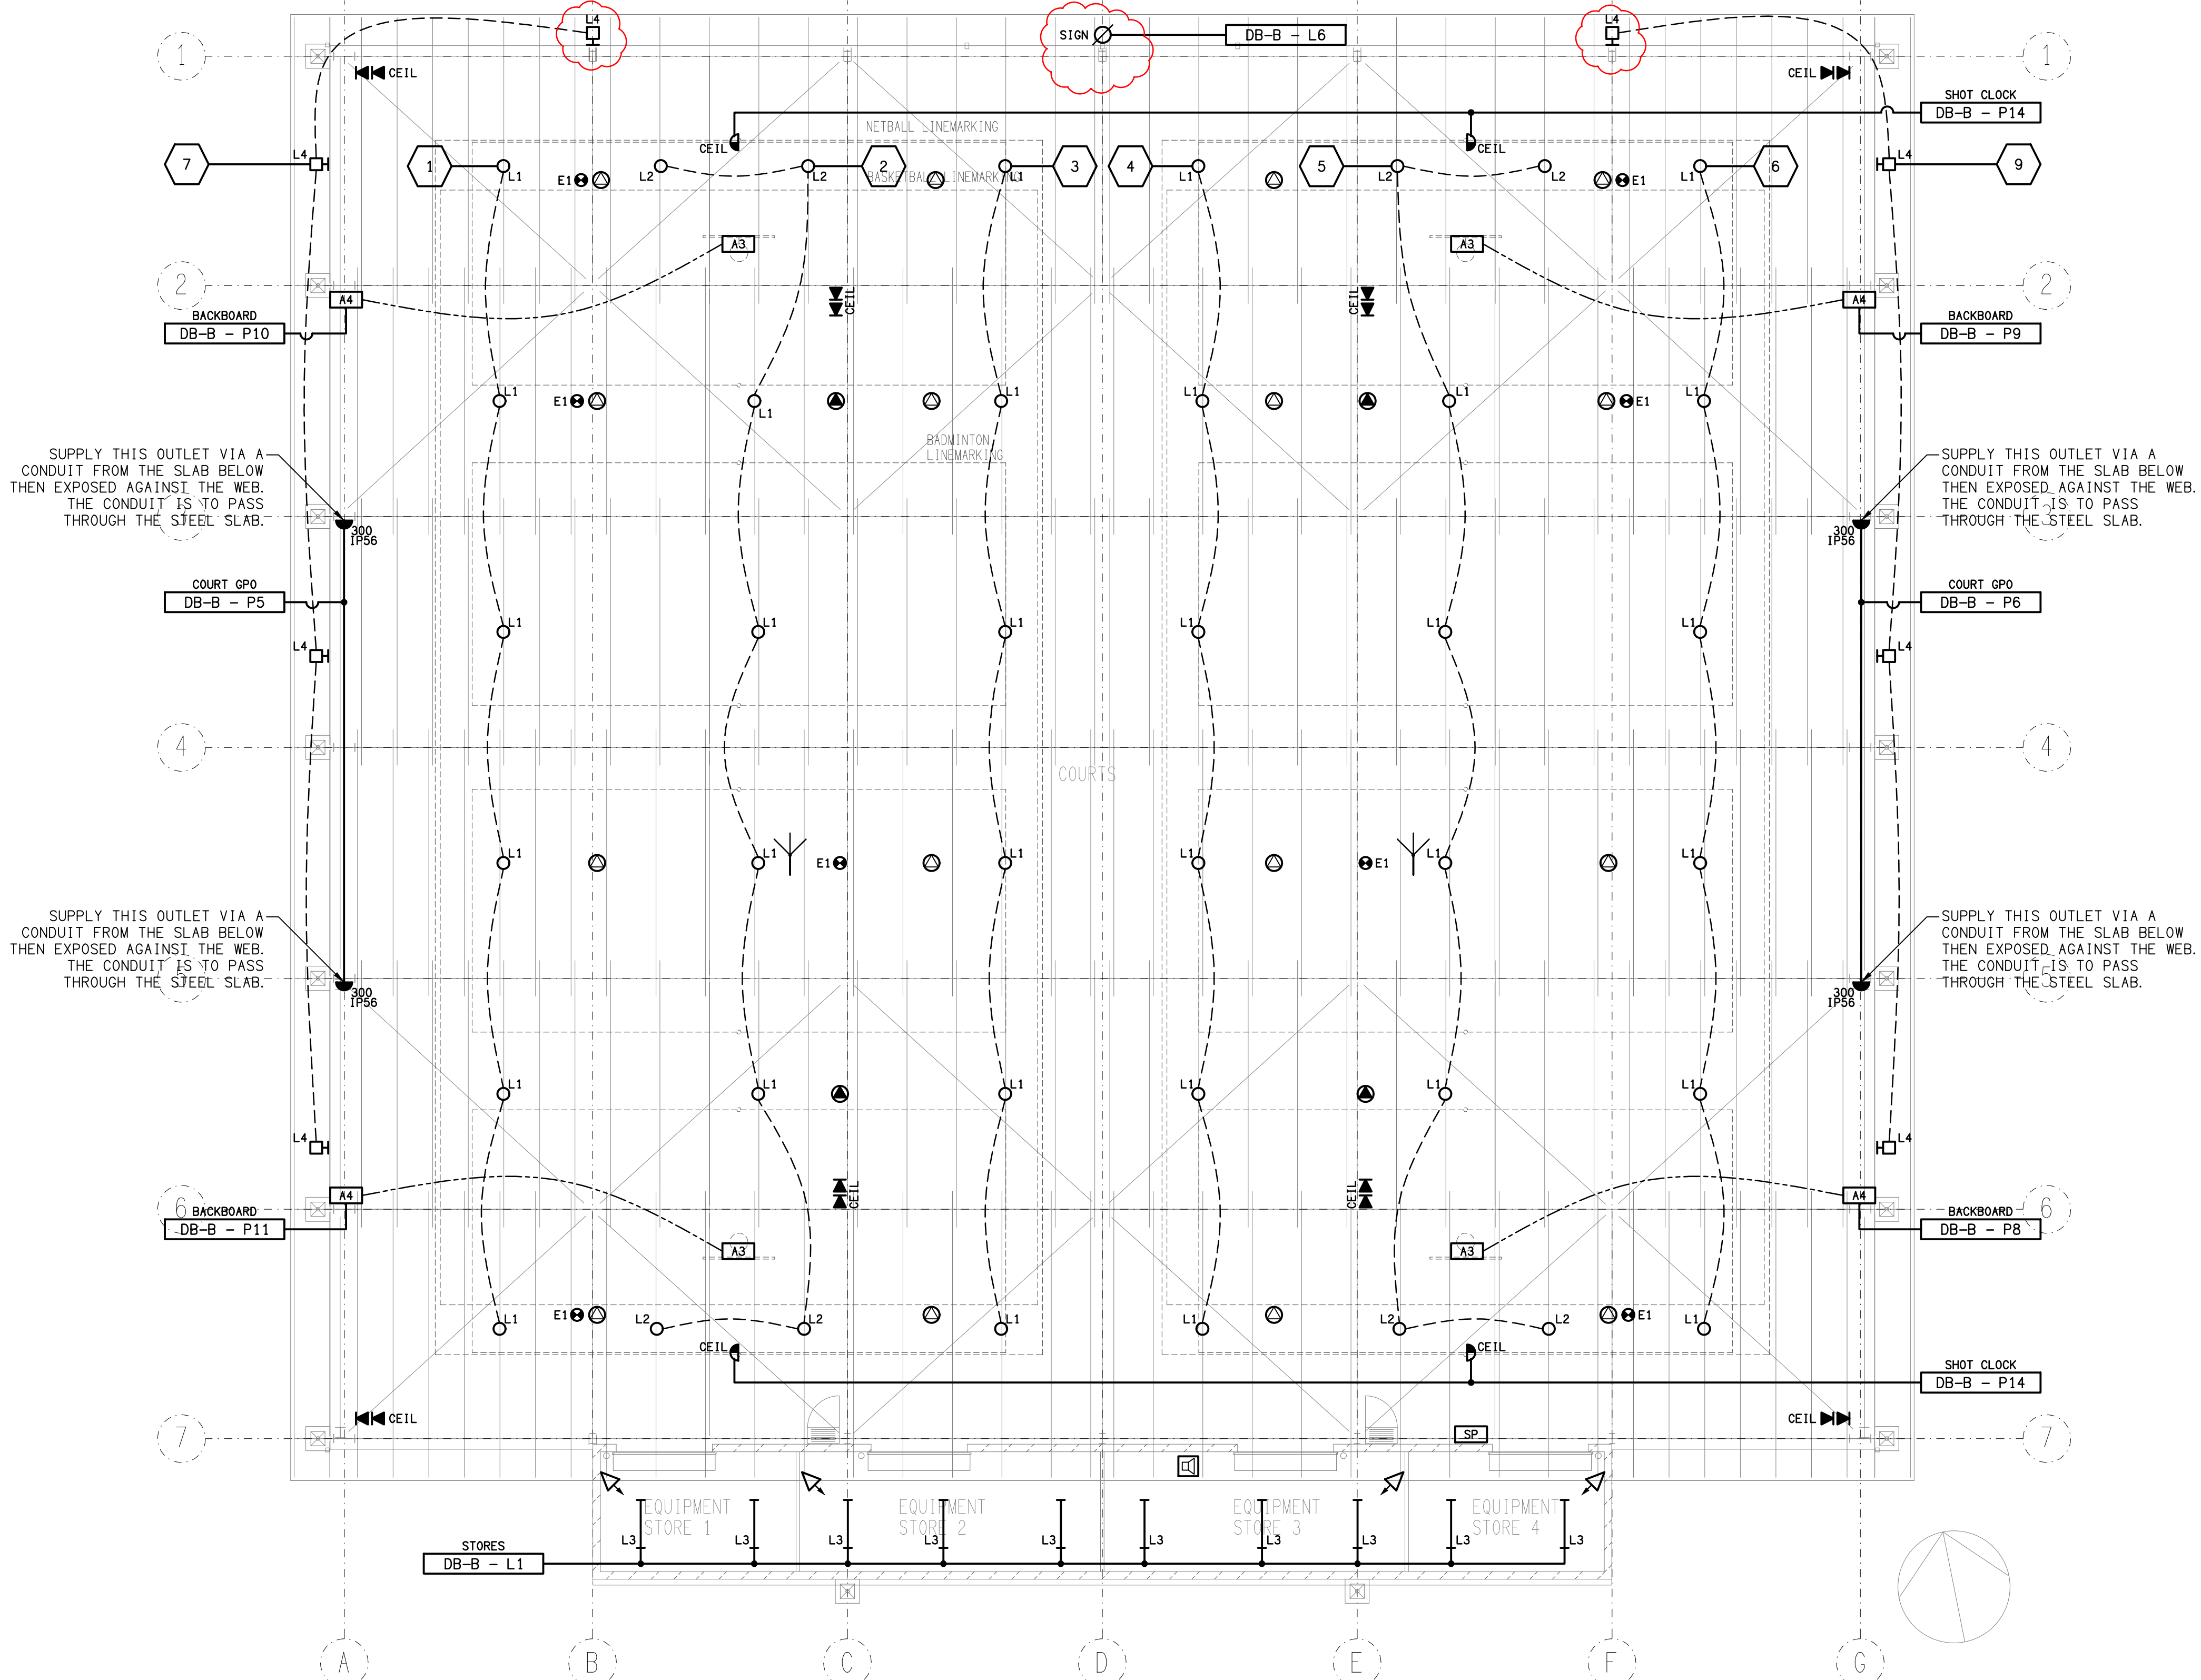 L4
SIGN
DB-B - L6
L4
1
CEIL
CEIL
1
SHOT CLOCK
DB-B - P14
NETBALL LINEMARKING
CEIL
CEIL
7
L4
1
L1
L2
2
L2
3
L1
4
L1
5
L2
L2
6
L1
L4
9
E1
BASKETBALL LINEMARKING
E1
A3
A3
2
A4
CEIL
CEIL
A4
2
BACKBOARD
DB-B - P10
BACKBOARD
DB-B - P9
L1
E1
L1
L1
L1
L1
L1
E1
BADMINTON
LINEMARKING
SUPPLY THIS OUTLET VIA A
CONDUIT FROM THE SLAB BELOW
THEN EXPOSED AGAINST THE WEB.
THE CONDUIT IS TO PASS
THROUGH THE STEEL SLAB.
3
300
IP56
SUPPLY THIS OUTLET VIA A
CONDUIT FROM THE SLAB BELOW
THEN EXPOSED AGAINST THE WEB.
THE CONDUIT IS TO PASS
THROUGH THE STEEL SLAB.
3
300
IP56
COURT GPO
DB-B - P5
COURT GPO
DB-B - P6
L1
L1
L1
L1
L1
L1
L4
L4
4
4
COURTS
L1
L1
E1
L1
L1
E1
L1
L1
SUPPLY THIS OUTLET VIA A
CONDUIT FROM THE SLAB BELOW
THEN EXPOSED AGAINST THE WEB.
THE CONDUIT IS TO PASS
THROUGH THE STEEL SLAB.
5
300
IP56
SUPPLY THIS OUTLET VIA A
CONDUIT FROM THE SLAB BELOW
THEN EXPOSED AGAINST THE WEB.
THE CONDUIT IS TO PASS
THROUGH THE STEEL SLAB.
5
300
IP56
L1
L1
L1
L1
L1
L1
L4
L4
A4
CEIL
CEIL
A4
6
6
BACKBOARD
DB-B - P11
BACKBOARD
DB-B - P8
A3
A3
L1
E1
L2
L2
L1
L1
L2
L2
E1
L1
CEIL
CEIL
SHOT CLOCK
DB-B - P14
CEIL
CEIL
7
SP
7
EQUIPMENT
STORE 1
EQUIPMENT
STORE 2
EQUIPMENT
STORE 3
EQUIPMENT
STORE 4
L3
L3
L3
L3
L3
L3
L3
L3
L3
L3
STORES
DB-B - L1
A
B
C
D
E
F
G